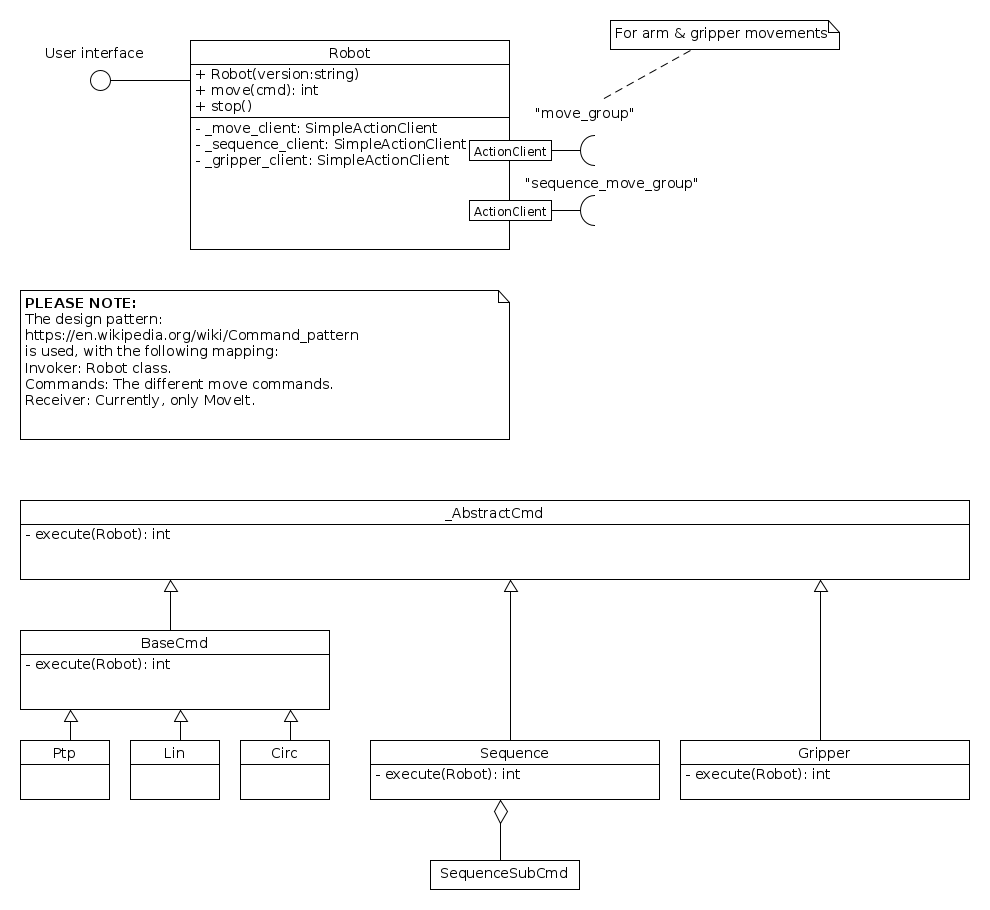 For arm & gripper movements
User interface
Robot
+ Robot(version:string)
+ move(cmd): int
+ stop()
- _move_client: SimpleActionClient
- _sequence_client: SimpleActionClient
- _gripper_client: SimpleActionClient
"move_group"
ActionClient
"sequence_move_group"
ActionClient
PLEASE NOTE:
The design pattern:
https://en.wikipedia.org/wiki/Command_pattern
is used, with the following mapping:
Invoker: Robot class.
Commands: The different move commands.
Receiver: Currently, only MoveIt.
_AbstractCmd
- execute(Robot): int
BaseCmd
- execute(Robot): int
Ptp
Lin
Circ
Sequence
- execute(Robot): int
Gripper
- execute(Robot): int
SequenceSubCmd